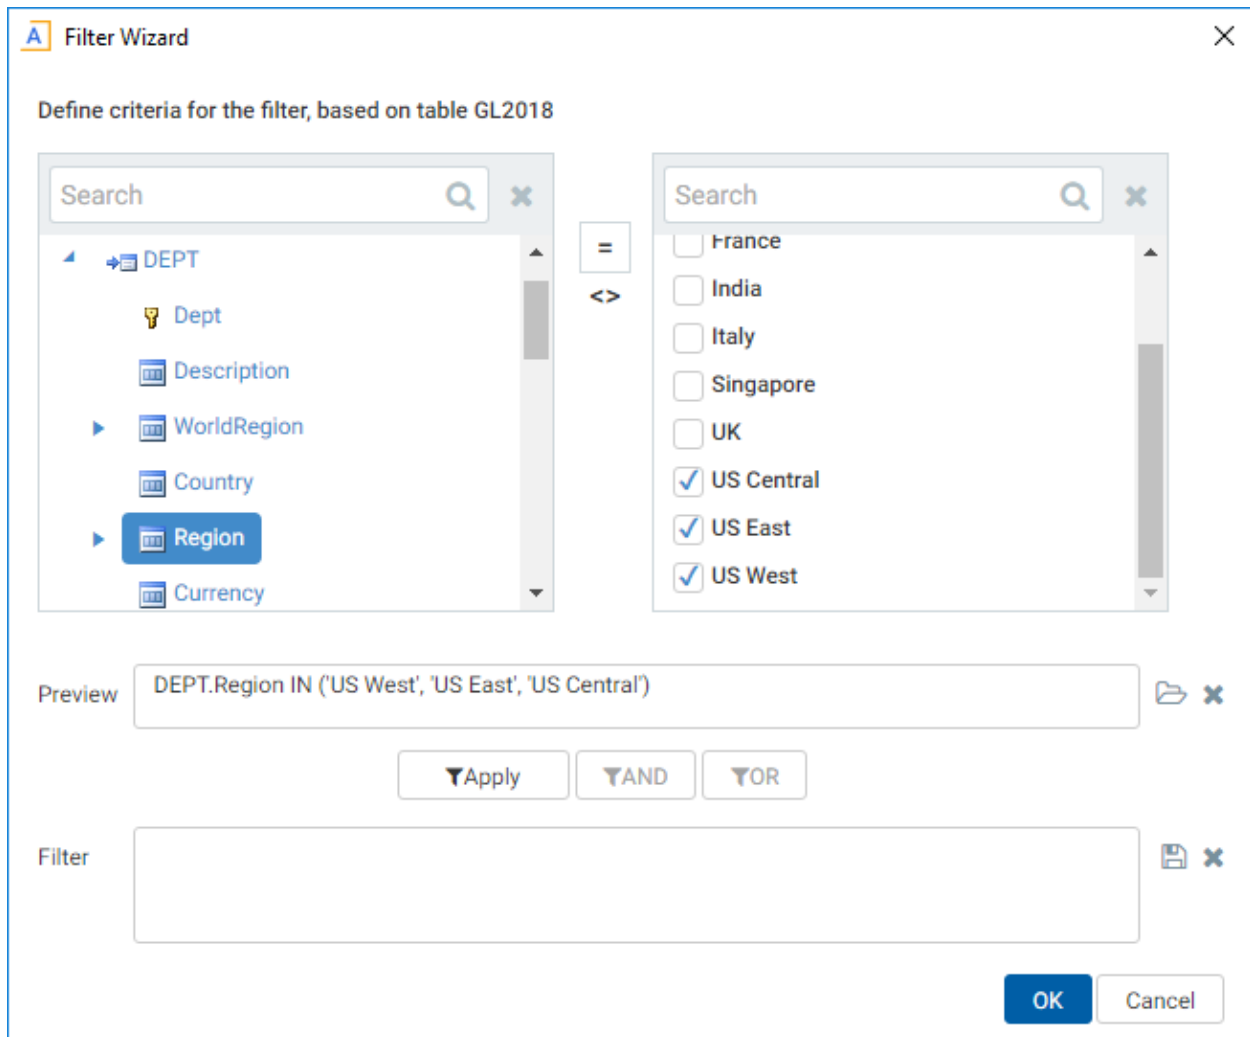 A Filter Wizard
Define criteria for the filter, based on table GL2018
Search
Search
DEPT
Dept
Description
WorldRegion
Country
Region
Currency
=
<>
France
India
Italy
Singapore
UK
US Central
US East
US West
Preview
DEPT.Region IN ('US West', 'US East', 'US Central')
Apply
AND
OR
Filter
OK
Cancel